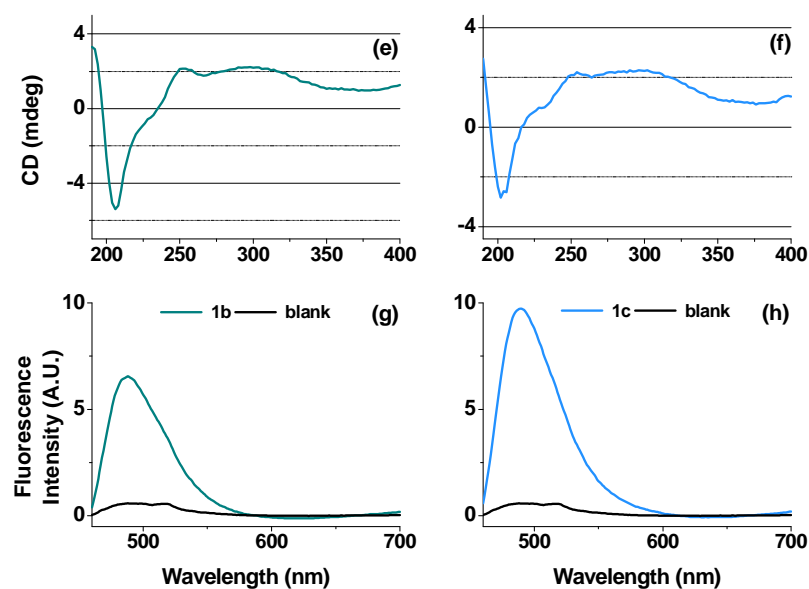 (e)
(f)
CD (mdeg)
4
0
-4
200 250 300 350 400
4
0
-4
200 250 300 350 400
1b blank (g)
1c blank (h)
Fluorescence
Intensity (A.U.)
10
5
0
500 600 700
10
5
0
500 600 700
Wavelength (nm)
Wavelength (nm)